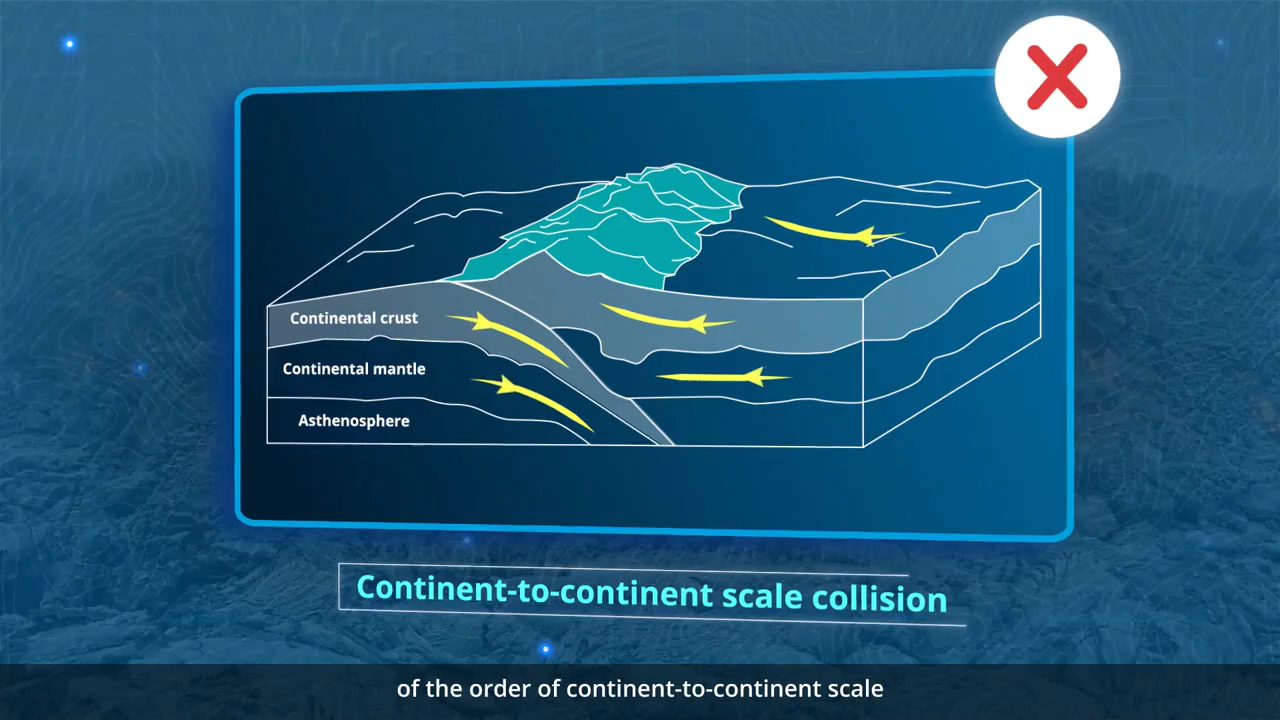 Continental crust
Continental mantle
Asthenosphere
Continent-to-continent scale collision
of the order of continent-to-continent scale